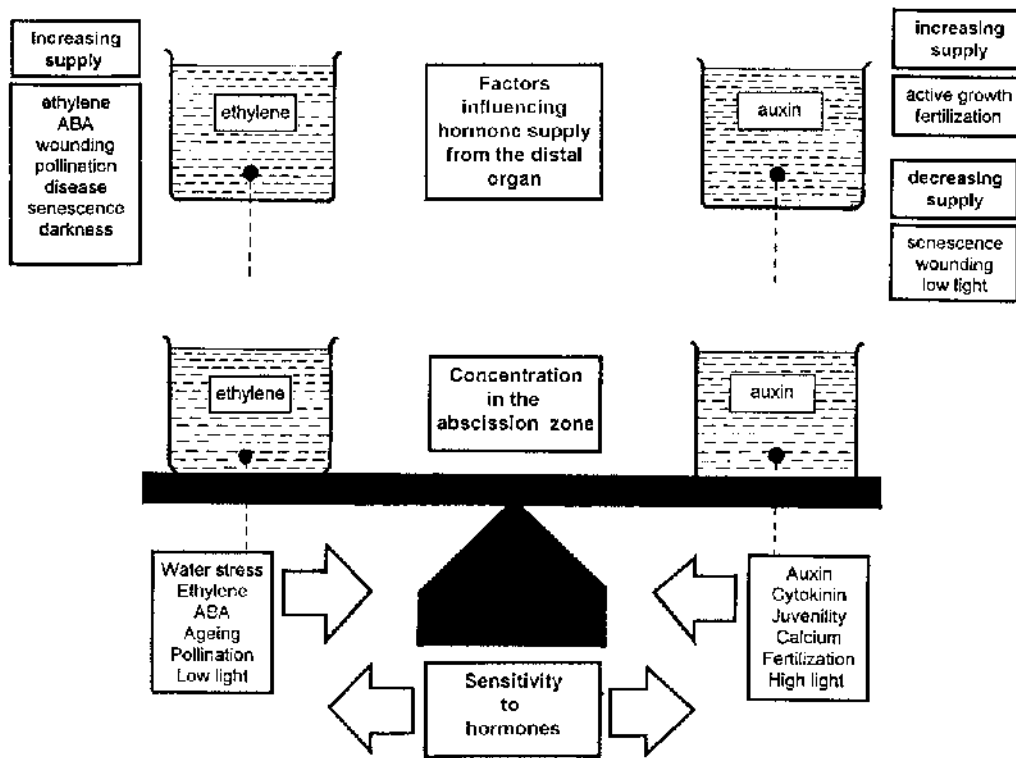 increasing
supply
ethylene
ABA
wounding
pollination
disease
senescence
darkness
ethylene
Factors
influencing
hormone supply
from the distal
organ
auxin
increasing
supply
active growth
fertilization
decreasing
supply
senescence
wounding
low light
ethylene
Concentration
in the
abscission zone
auxin
Water stress
Ethylene
ABA
Ageing
Pollination
Low light
Auxin
Cytokinin
Juvenility
Calcium
Fertilization
High light
Sensitivity
to
hormones